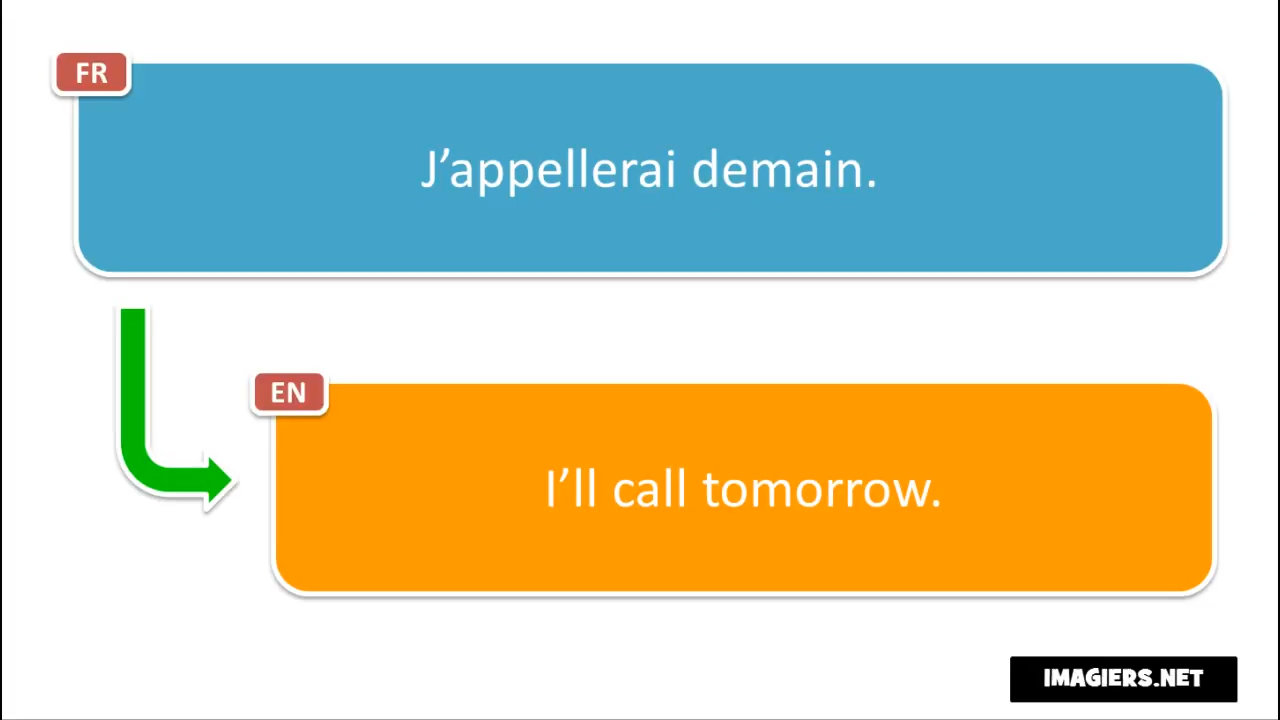 FR
J’appellerai demain.
EN
I’ll call tomorrow.
IMAGIERS.NET